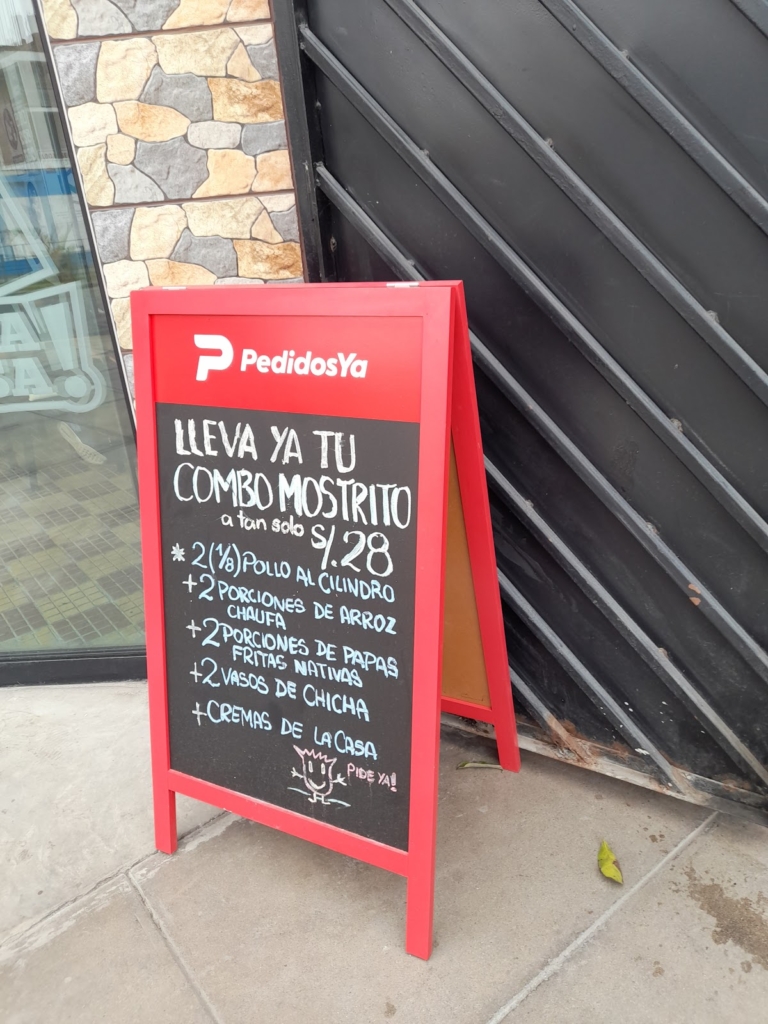 PedidosYa
LLEVA YA TU
COMBO MOSTRITO
a tan solo S/.28
* 2(1/8) POLLO AL CILINDRO
+2 PORCIONES DE ARROZ
CHAUFA
+2 PORCIONES DE PAPAS
FRITAS NATIVAS
+2 VASOS DE CHICHA
+CREMAS DE LA CASA
PIDE YA!